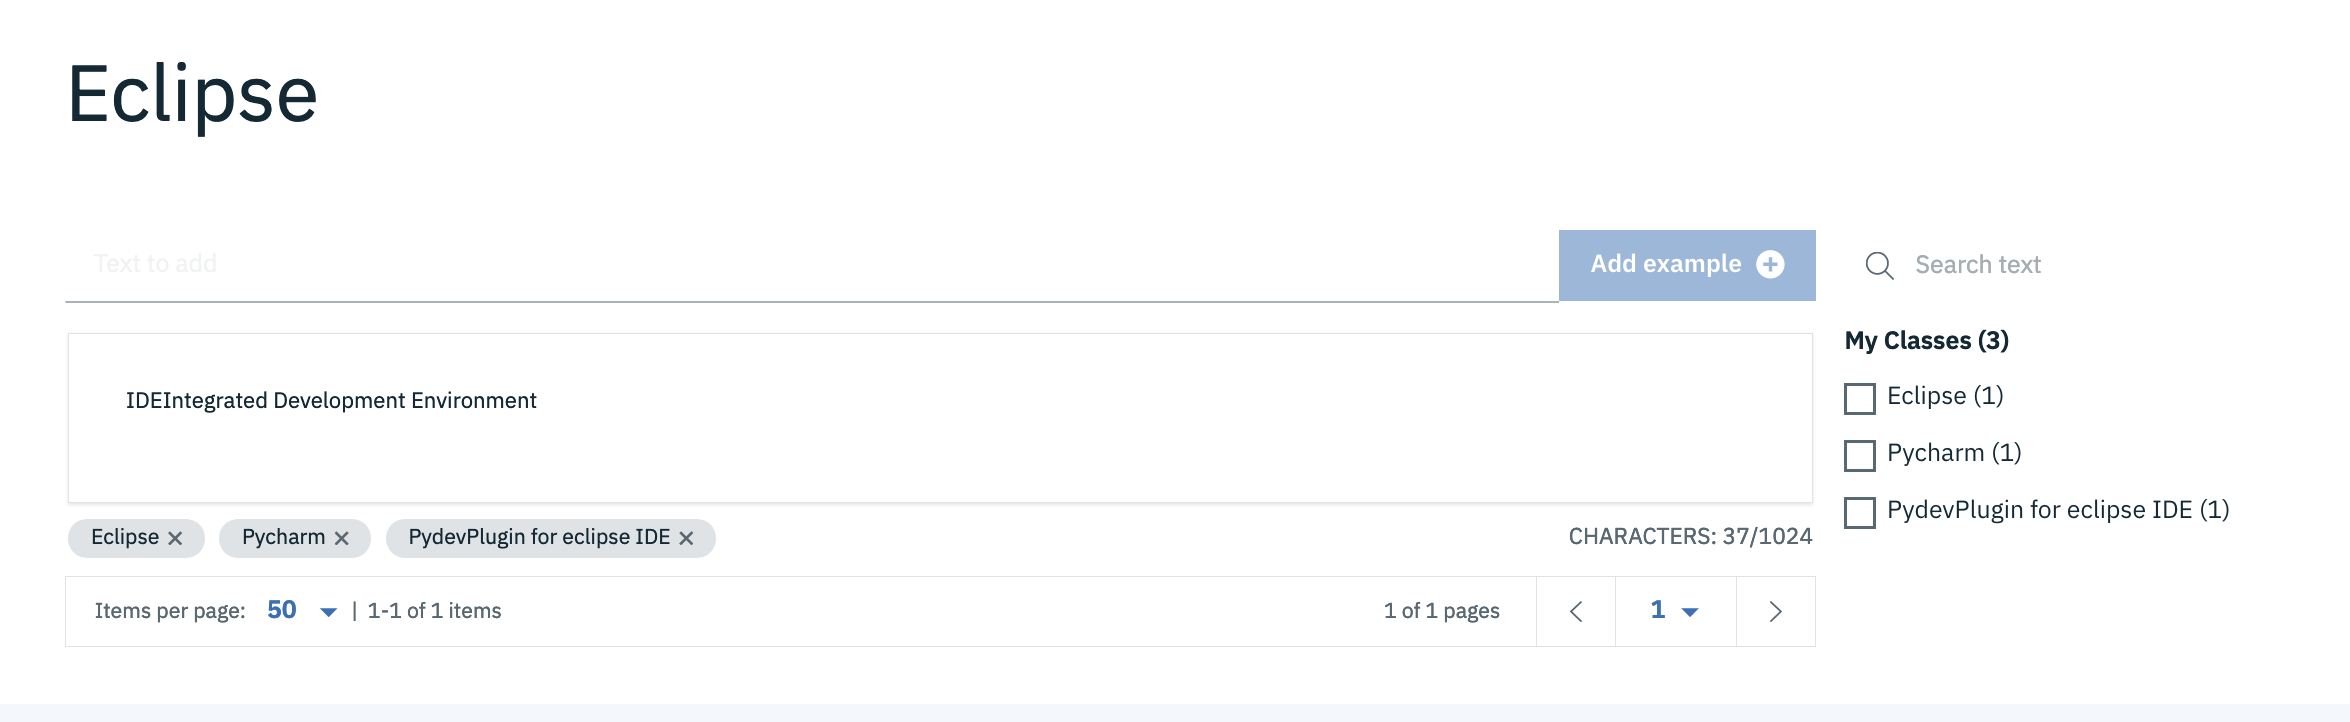 Eclipse
Text to add
Add example
Search text
IDEIntegrated Development Environment
Eclipse
Pycharm
PydevPlugin for eclipse IDE
CHARACTERS: 37/1024
Items per page: 50 | 1-1 of 1 items
1 of 1 pages
1
My Classes (3)
Eclipse (1)
Pycharm (1)
PydevPlugin for eclipse IDE (1)